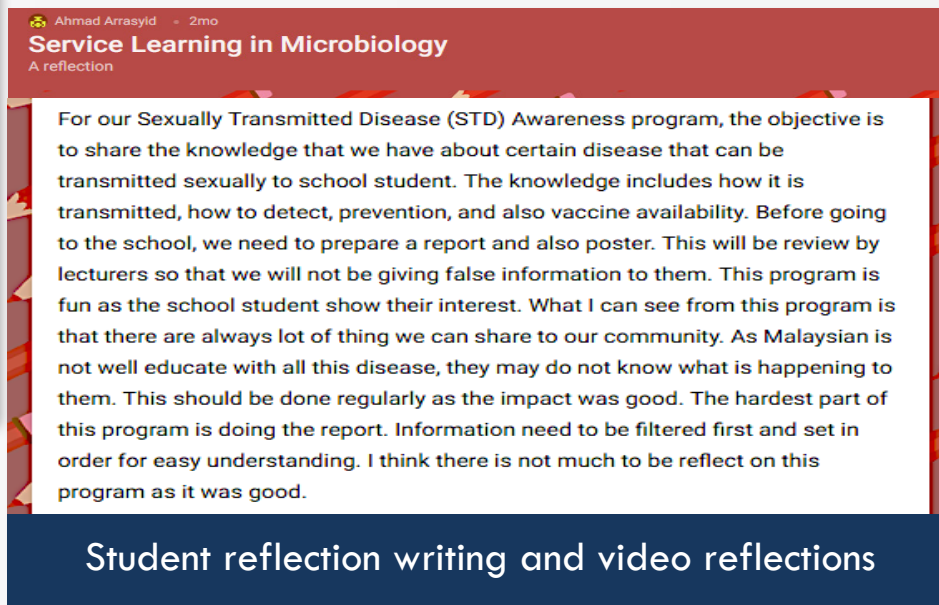 Ahmad Arrasyid • 2mo
Service Learning in Microbiology
A reflection
For our Sexually Transmitted Disease (STD) Awareness program, the objective is
to share the knowledge that we have about certain disease that can be
transmitted sexually to school student. The knowledge includes how it is
transmitted, how to detect, prevention, and also vaccine availability. Before going
to the school, we need to prepare a report and also poster. This will be review by
lecturers so that we will not be giving false information to them. This program is
fun as the school student show their interest. What I can see from this program is
that there are always lot of thing we can share to our community. As Malaysian is
not well educate with all this disease, they may do not know what is happening to
them. This should be done regularly as the impact was good. The hardest part of
this program is doing the report. Information need to be filtered first and set in
order for easy understanding. I think there is not much to be reflect on this
program as it was good.
Student reflection writing and video reflections